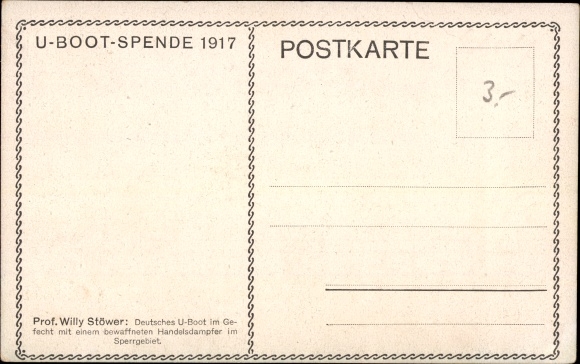 U-BOOT-SPENDE 1917
POSTKARTE
3.-
Prof. Willy Stöwer: Deutsches U-Boot im Ge-
fecht mit einem bewaffneten Handelsdampfer im
Sperrgebiet.